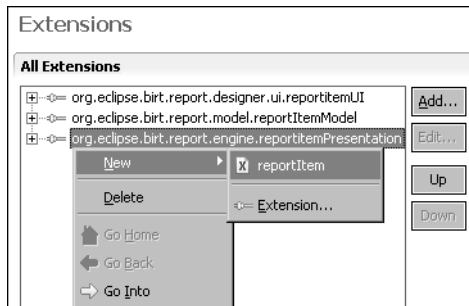 Extensions
All Extensions
org.eclipse.birt.report.designer.ui.reportitemUI
org.eclipse.birt.report.model.reportItemModel
org.eclipse.birt.report.engine.reportitemPresentation
Add...
Edit...
Up
Down
New
reportItem
Delete
Extension...
Go Home
Go Back
Go Into